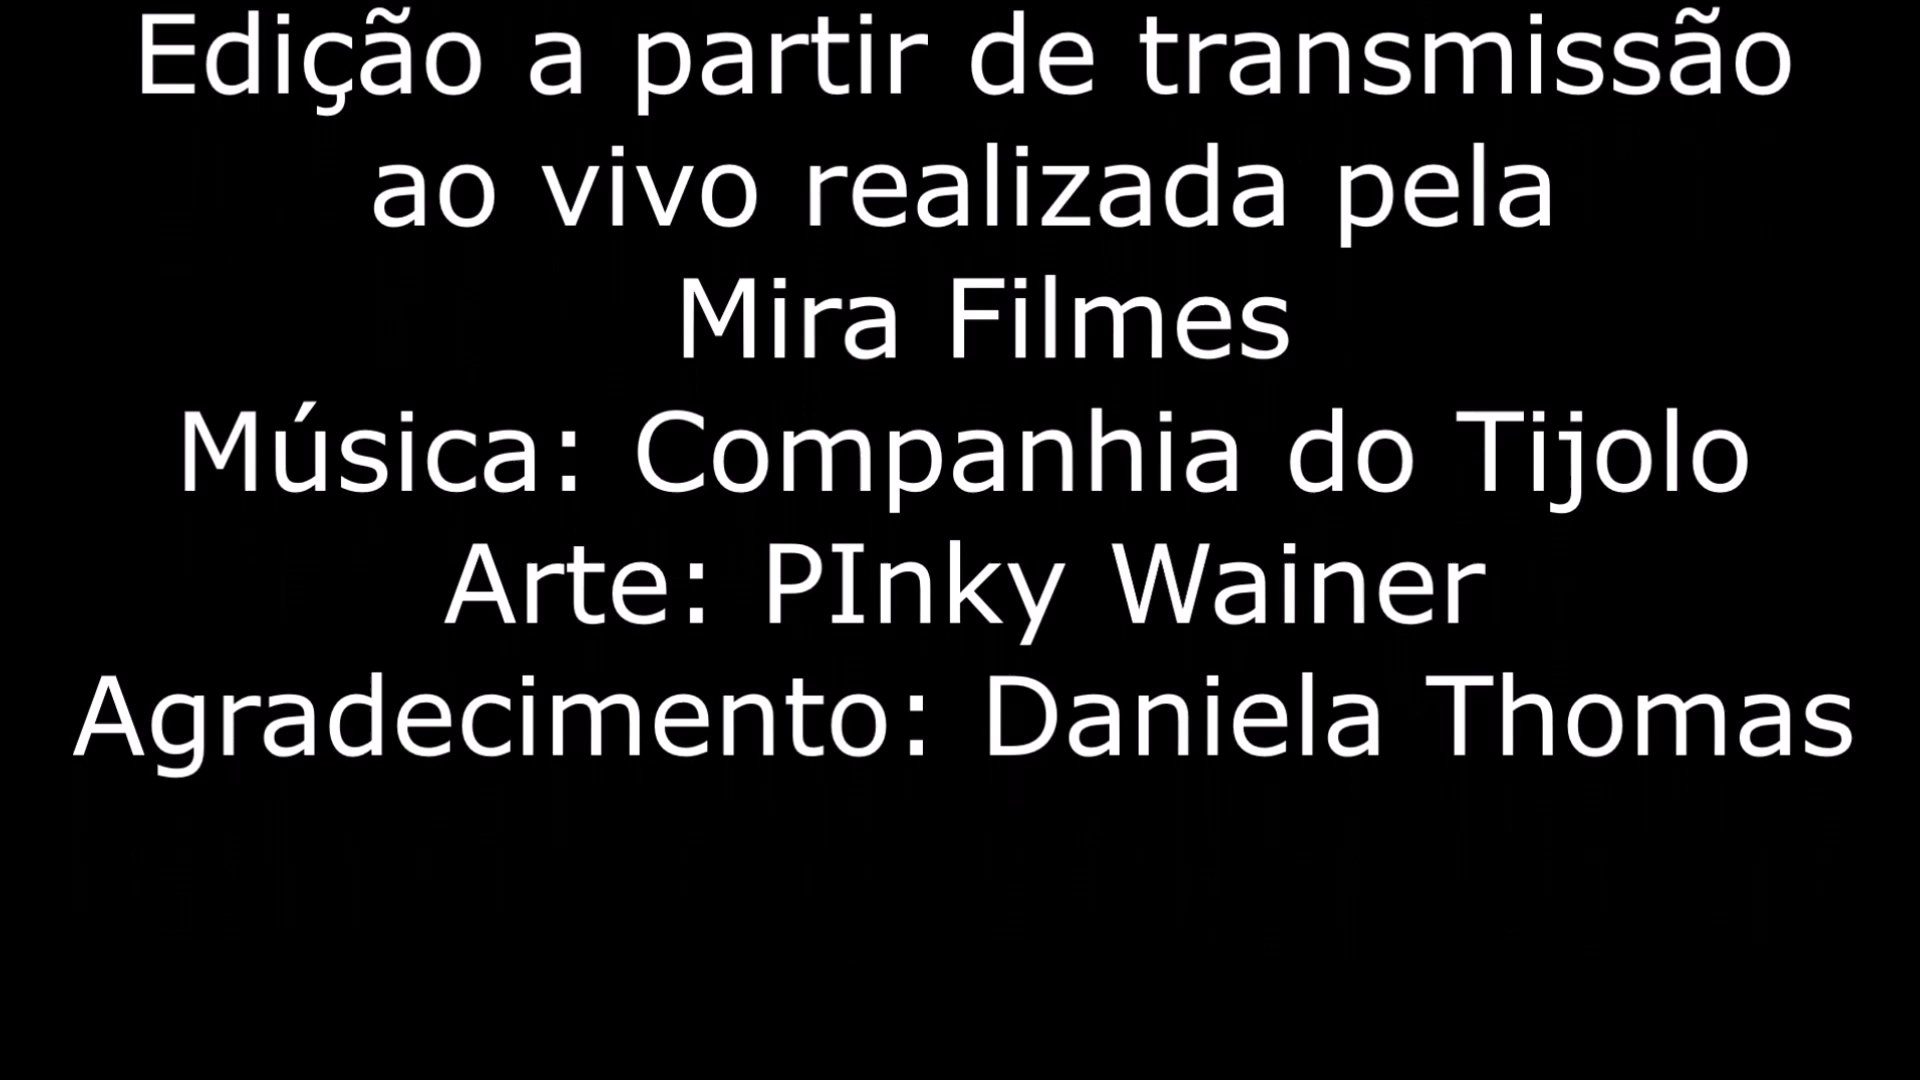 Edição a partir de transmissão
ao vivo realizada pela
Mira Filmes
Música: Companhia do Tijolo
Arte: PInky Wainer
Agradecimento: Daniela Thomas